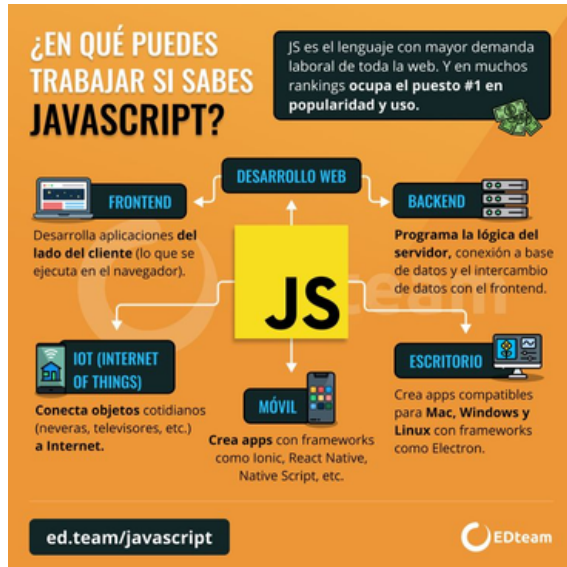 ¿EN QUÉ PUEDES
TRABAJAR SI SABES
JAVASCRIPT?
JS es el lenguaje con mayor demanda
laboral de toda la web. Y en muchos
rankings ocupa el puesto #1 en
popularidad y uso.
DESARROLLO WEB
FRONTEND
Desarrolla aplicaciones del
lado del cliente (lo que se
ejecuta en el navegador).
BACKEND
Programa la lógica del
servidor, conexión a base
de datos y el intercambio
de datos con el frontend.
JS
IOT (INTERNET
OF THINGS)
Conecta objetos cotidianos
(neveras, televisores, etc.)
a Internet.
MÓVIL
Crea apps con frameworks
como Ionic, React Native,
Native Script, etc.
ESCRITORIO
Crea apps compatibles
para Mac, Windows y
Linux con frameworks
como Electron.
ed.team/javascript
EDteam